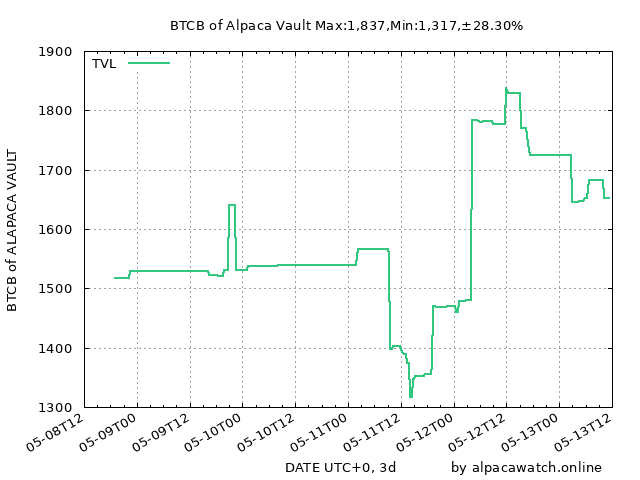 BTCB of Alpaca Vault Max:1,837,Min:1,317,±28.30%
1900
TVL
1800
1700
1600
1500
1400
1300
BTCB of ALAPACA VAULT
05-08T12
05-09T00
05-09T12
05-10T00
05-10T12
05-11T00
05-11T12
05-12T00
05-12T12
05-13T00
05-13T12
DATE UTC+0, 3d
by alpacawatch.online